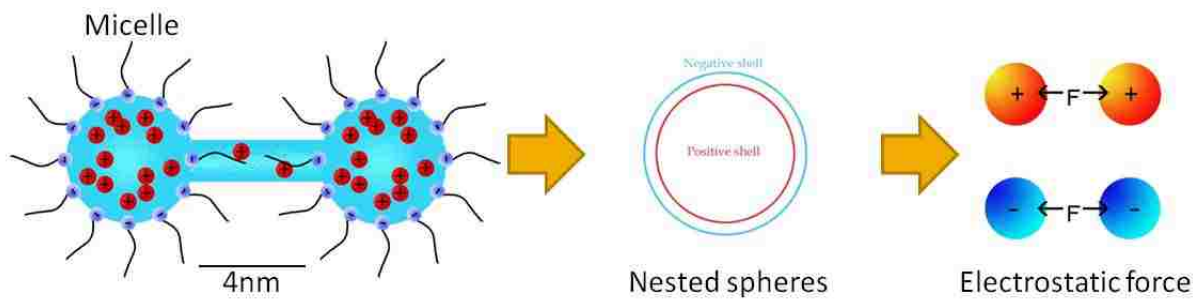 Micelle
4nm
Negative shell
Positive shell
Nested spheres
+ F +
- F -
Electrostatic force